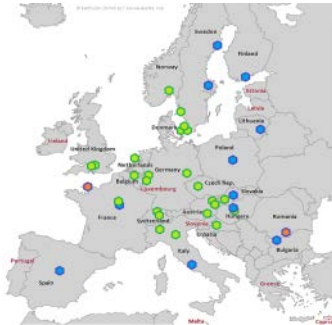 Sweden
Finland
Norway
Estonia
Latvia
Denmark
Lithuania
Ireland
United Kingdom
Netherlands
Poland
Belgium
Germany
Luxembourg
Czech Rep.
Slovakia
France
Switzerland
Austria
Hungary
Slovenia
Romania
Croatia
Portugal
Italy
Bulgaria
Spain
Greece
Malta
Cyprus